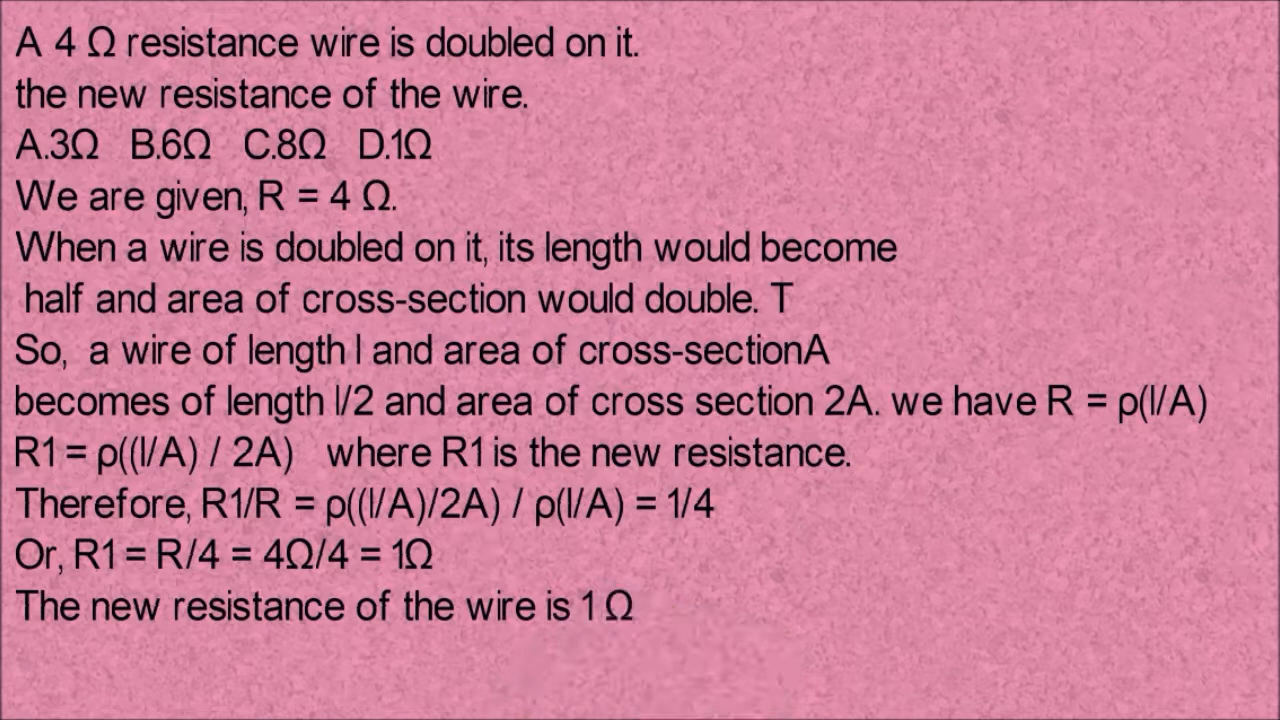 A 4 Ω resistance wire is doubled on it.
the new resistance of the wire.
A.3Ω B.6Ω C.8Ω D.1Ω
We are given, R = 4 Ω.
When a wire is doubled on it, its length would become
half and area of cross-section would double. T
So, a wire of length l and area of cross-sectionA
becomes of length l/2 and area of cross section 2A. we have R = ρ(l/A)
R1 = ρ((l/A) / 2A) where R1 is the new resistance.
Therefore, R1/R = ρ((l/A)/2A) / ρ(l/A) = 1/4
Or, R1 = R/4 = 4Ω/4 = 1Ω
The new resistance of the wire is 1 Ω